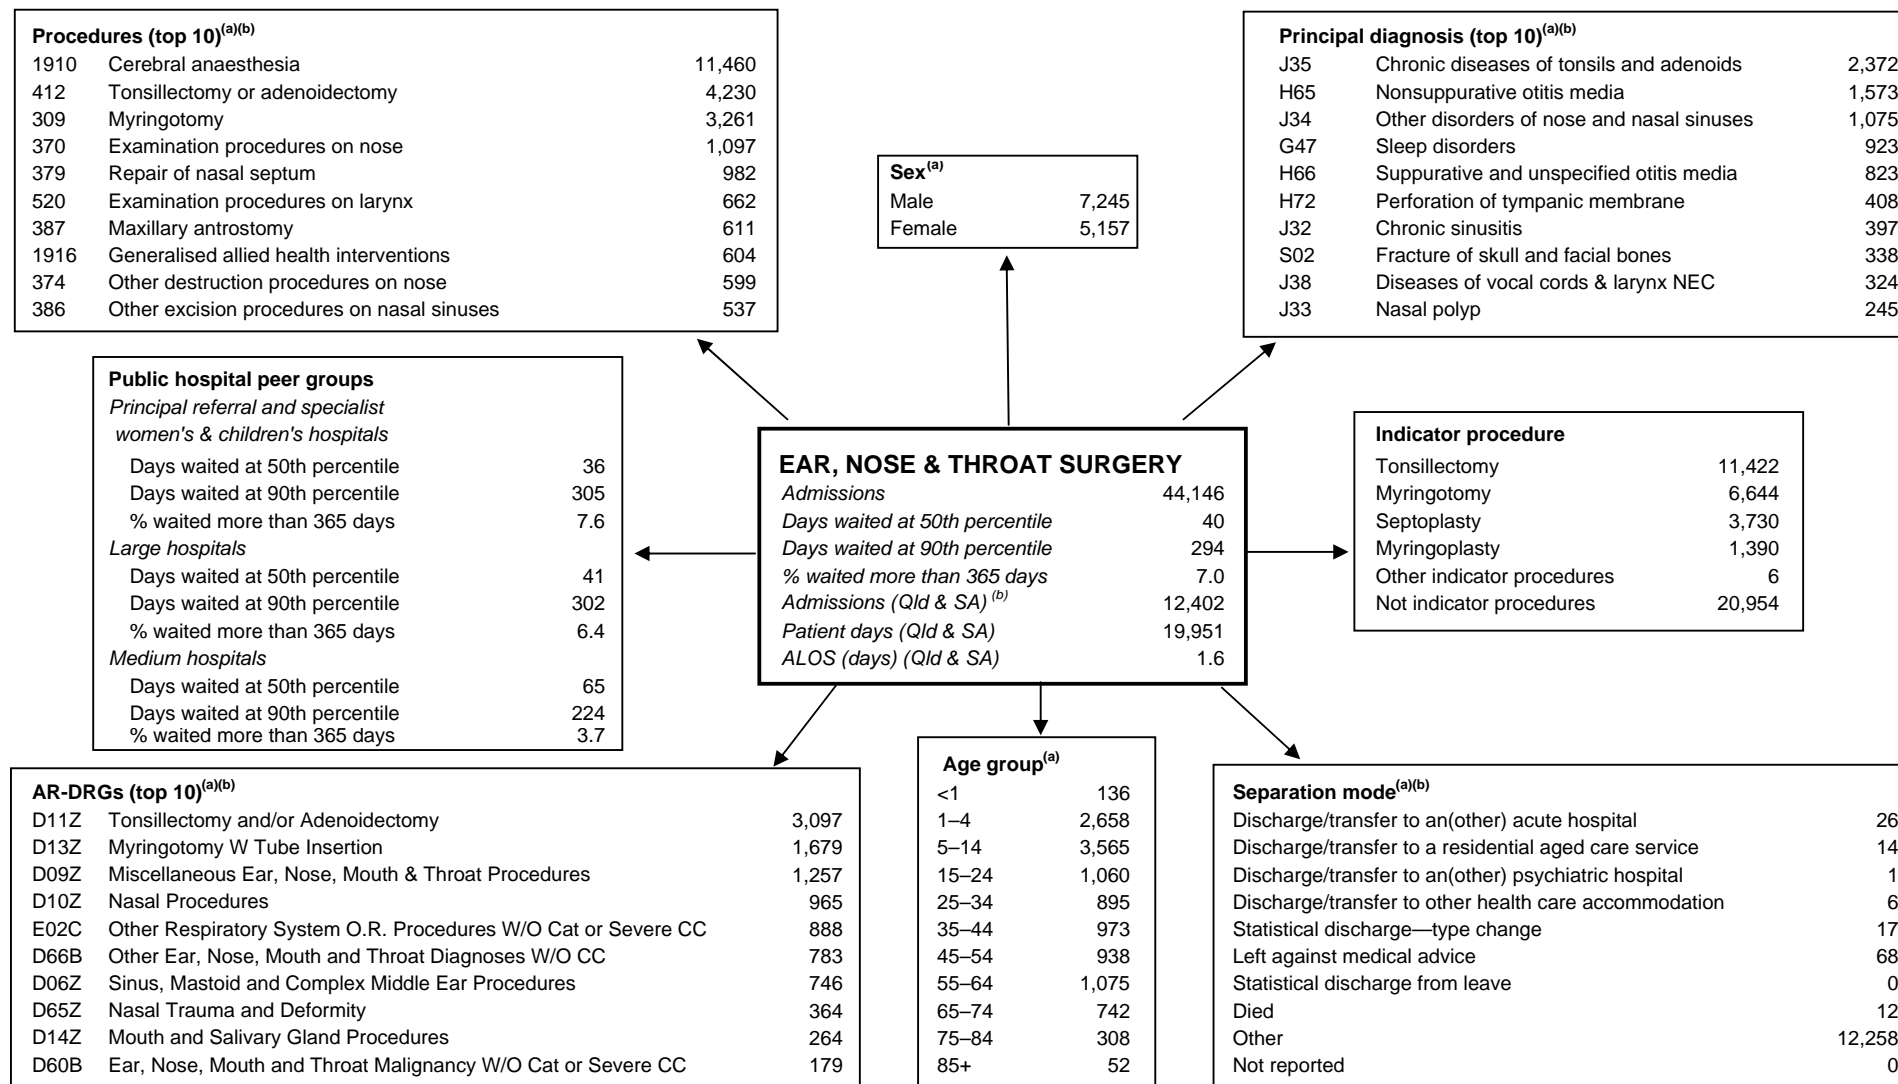 Procedures (top 10)(a)(b)
1910 Cerebral anaesthesia 11,460
412 Tonsillectomy or adenoidectomy 4,230
309 Myringotomy 3,261
370 Examination procedures on nose 1,097
379 Repair of nasal septum 982
520 Examination procedures on larynx 662
387 Maxillary antrostomy 611
1916 Generalised allied health interventions 604
374 Other destruction procedures on nose 599
386 Other excision procedures on nasal sinuses 537
Sex(a)
Male 7,245
Female 5,157
Principal diagnosis (top 10)(a)(b)
J35 Chronic diseases of tonsils and adenoids 2,372
H65 Nonsuppurative otitis media 1,573
J34 Other disorders of nose and nasal sinuses 1,075
G47 Sleep disorders 923
H66 Suppurative and unspecified otitis media 823
H72 Perforation of tympanic membrane 408
J32 Chronic sinusitis 397
S02 Fracture of skull and facial bones 338
J38 Diseases of vocal cords & larynx NEC 324
J33 Nasal polyp 245
Public hospital peer groups
Principal referral and specialist
women's & children's hospitals
Days waited at 50th percentile 36
Days waited at 90th percentile 305
% waited more than 365 days 7.6
Large hospitals
Days waited at 50th percentile 41
Days waited at 90th percentile 302
% waited more than 365 days 6.4
Medium hospitals
Days waited at 50th percentile 65
Days waited at 90th percentile 224
% waited more than 365 days 3.7
EAR, NOSE & THROAT SURGERY
Admissions 44,146
Days waited at 50th percentile 40
Days waited at 90th percentile 294
% waited more than 365 days 7.0
Admissions (Qld & SA) (b) 12,402
Patient days (Qld & SA) 19,951
ALOS (days) (Qld & SA) 1.6
Indicator procedure
Tonsillectomy 11,422
Myringotomy 6,644
Septoplasty 3,730
Myringoplasty 1,390
Other indicator procedures 6
Not indicator procedures 20,954
AR-DRGs (top 10)(a)(b)
D11Z Tonsillectomy and/or Adenoidectomy 3,097
D13Z Myringotomy W Tube Insertion 1,679
D09Z Miscellaneous Ear, Nose, Mouth & Throat Procedures 1,257
D10Z Nasal Procedures 965
E02C Other Respiratory System O.R. Procedures W/O Cat or Severe CC 888
D66B Other Ear, Nose, Mouth and Throat Diagnoses W/O CC 783
D06Z Sinus, Mastoid and Complex Middle Ear Procedures 746
D65Z Nasal Trauma and Deformity 364
D14Z Mouth and Salivary Gland Procedures 264
D60B Ear, Nose, Mouth and Throat Malignancy W/O Cat or Severe CC 179
Age group(a)
<1 136
1–4 2,658
5–14 3,565
15–24 1,060
25–34 895
35–44 973
45–54 938
55–64 1,075
65–74 742
75–84 308
85+ 52
Separation mode(a)(b)
Discharge/transfer to an(other) acute hospital 26
Discharge/transfer to a residential aged care service 14
Discharge/transfer to an(other) psychiatric hospital 1
Discharge/transfer to other health care accommodation 6
Statistical discharge—type change 17
Left against medical advice 68
Statistical discharge from leave 0
Died 12
Other 12,258
Not reported 0